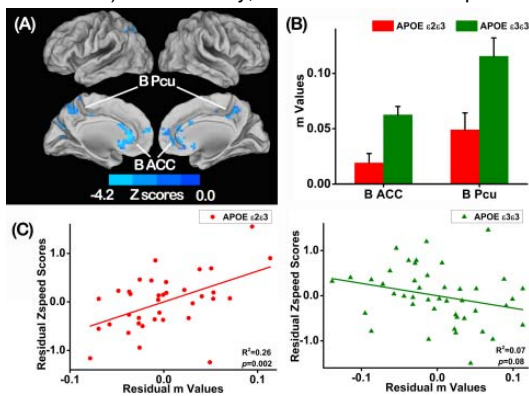 (A)
B Pcu
B ACC
-4.2 Z scores 0.0
(B)
APOE ε2ε3 APOE ε3ε3
m Values
0.10
0.05
0.00
B ACC B Pcu
(C)
APOE ε2ε3
Residual Zspeed Scores
1.0
0.0
-1.0
R²=0.26
p=0.002
-0.1 0.0 0.1
Residual m Values
APOE ε3ε3
Residual Zspeed Scores
1.0
0.0
-1.0
R²=0.07
p=0.08
-0.1 0.0 0.1
Residual m Values